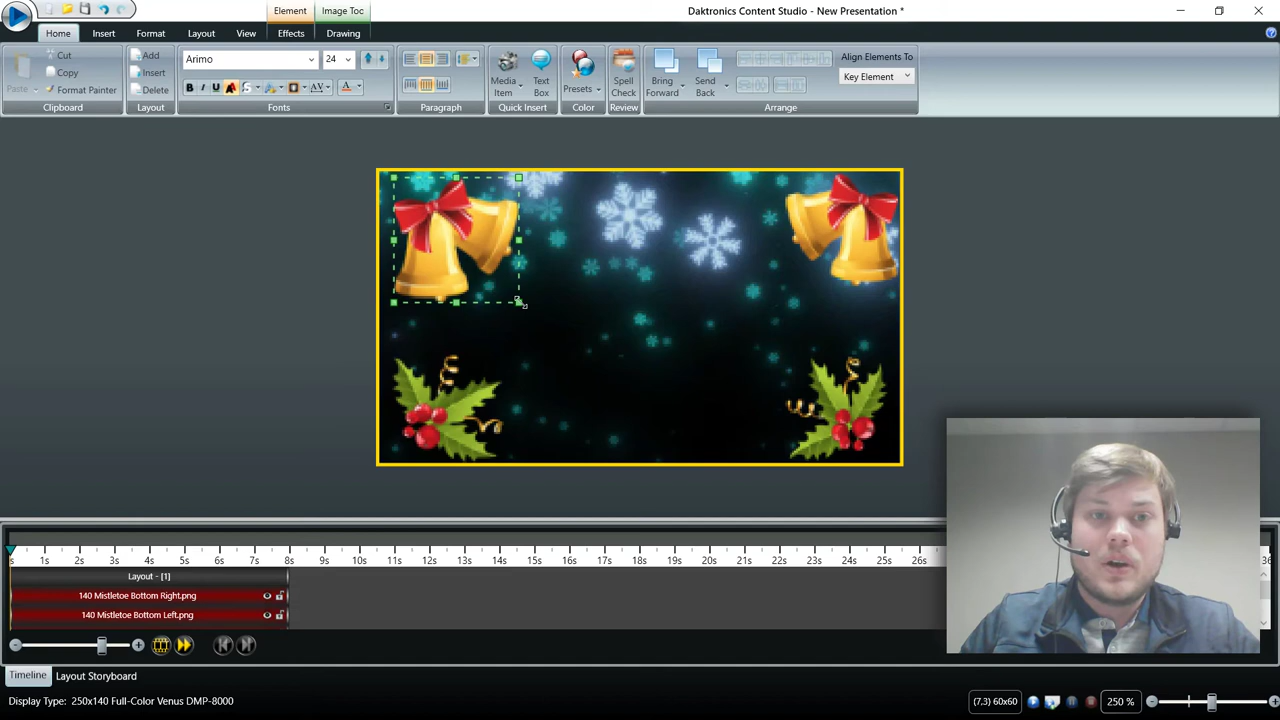 Element
Image Toc
Daktronics Content Studio - New Presentation *
Home
Insert
Format
Layout
View
Effects
Drawing
Paste
Cut
Copy
Format Painter
Clipboard
Add
Insert
Delete
Layout
Arimo
24
B I U A S AV A
Fonts
Paragraph
Media Item
Text Box
Quick Insert
Presets
Color
Spell Check
Review
Bring Forward
Send Back
Align Elements To
Key Element
Arrange
s 1s 2s 3s 4s 5s 6s 7s 8s 9s 10s 11s 12s 13s 14s 15s 16s 17s 18s 19s 20s 21s 22s 23s 24s 25s 26s 36
Layout - [1]
140 Mistletoe Bottom Right.png
140 Mistletoe Bottom Left.png
Timeline
Layout Storyboard
Display Type: 250x140 Full-Color Venus DMP-8000
(7,3) 60x60
250 %